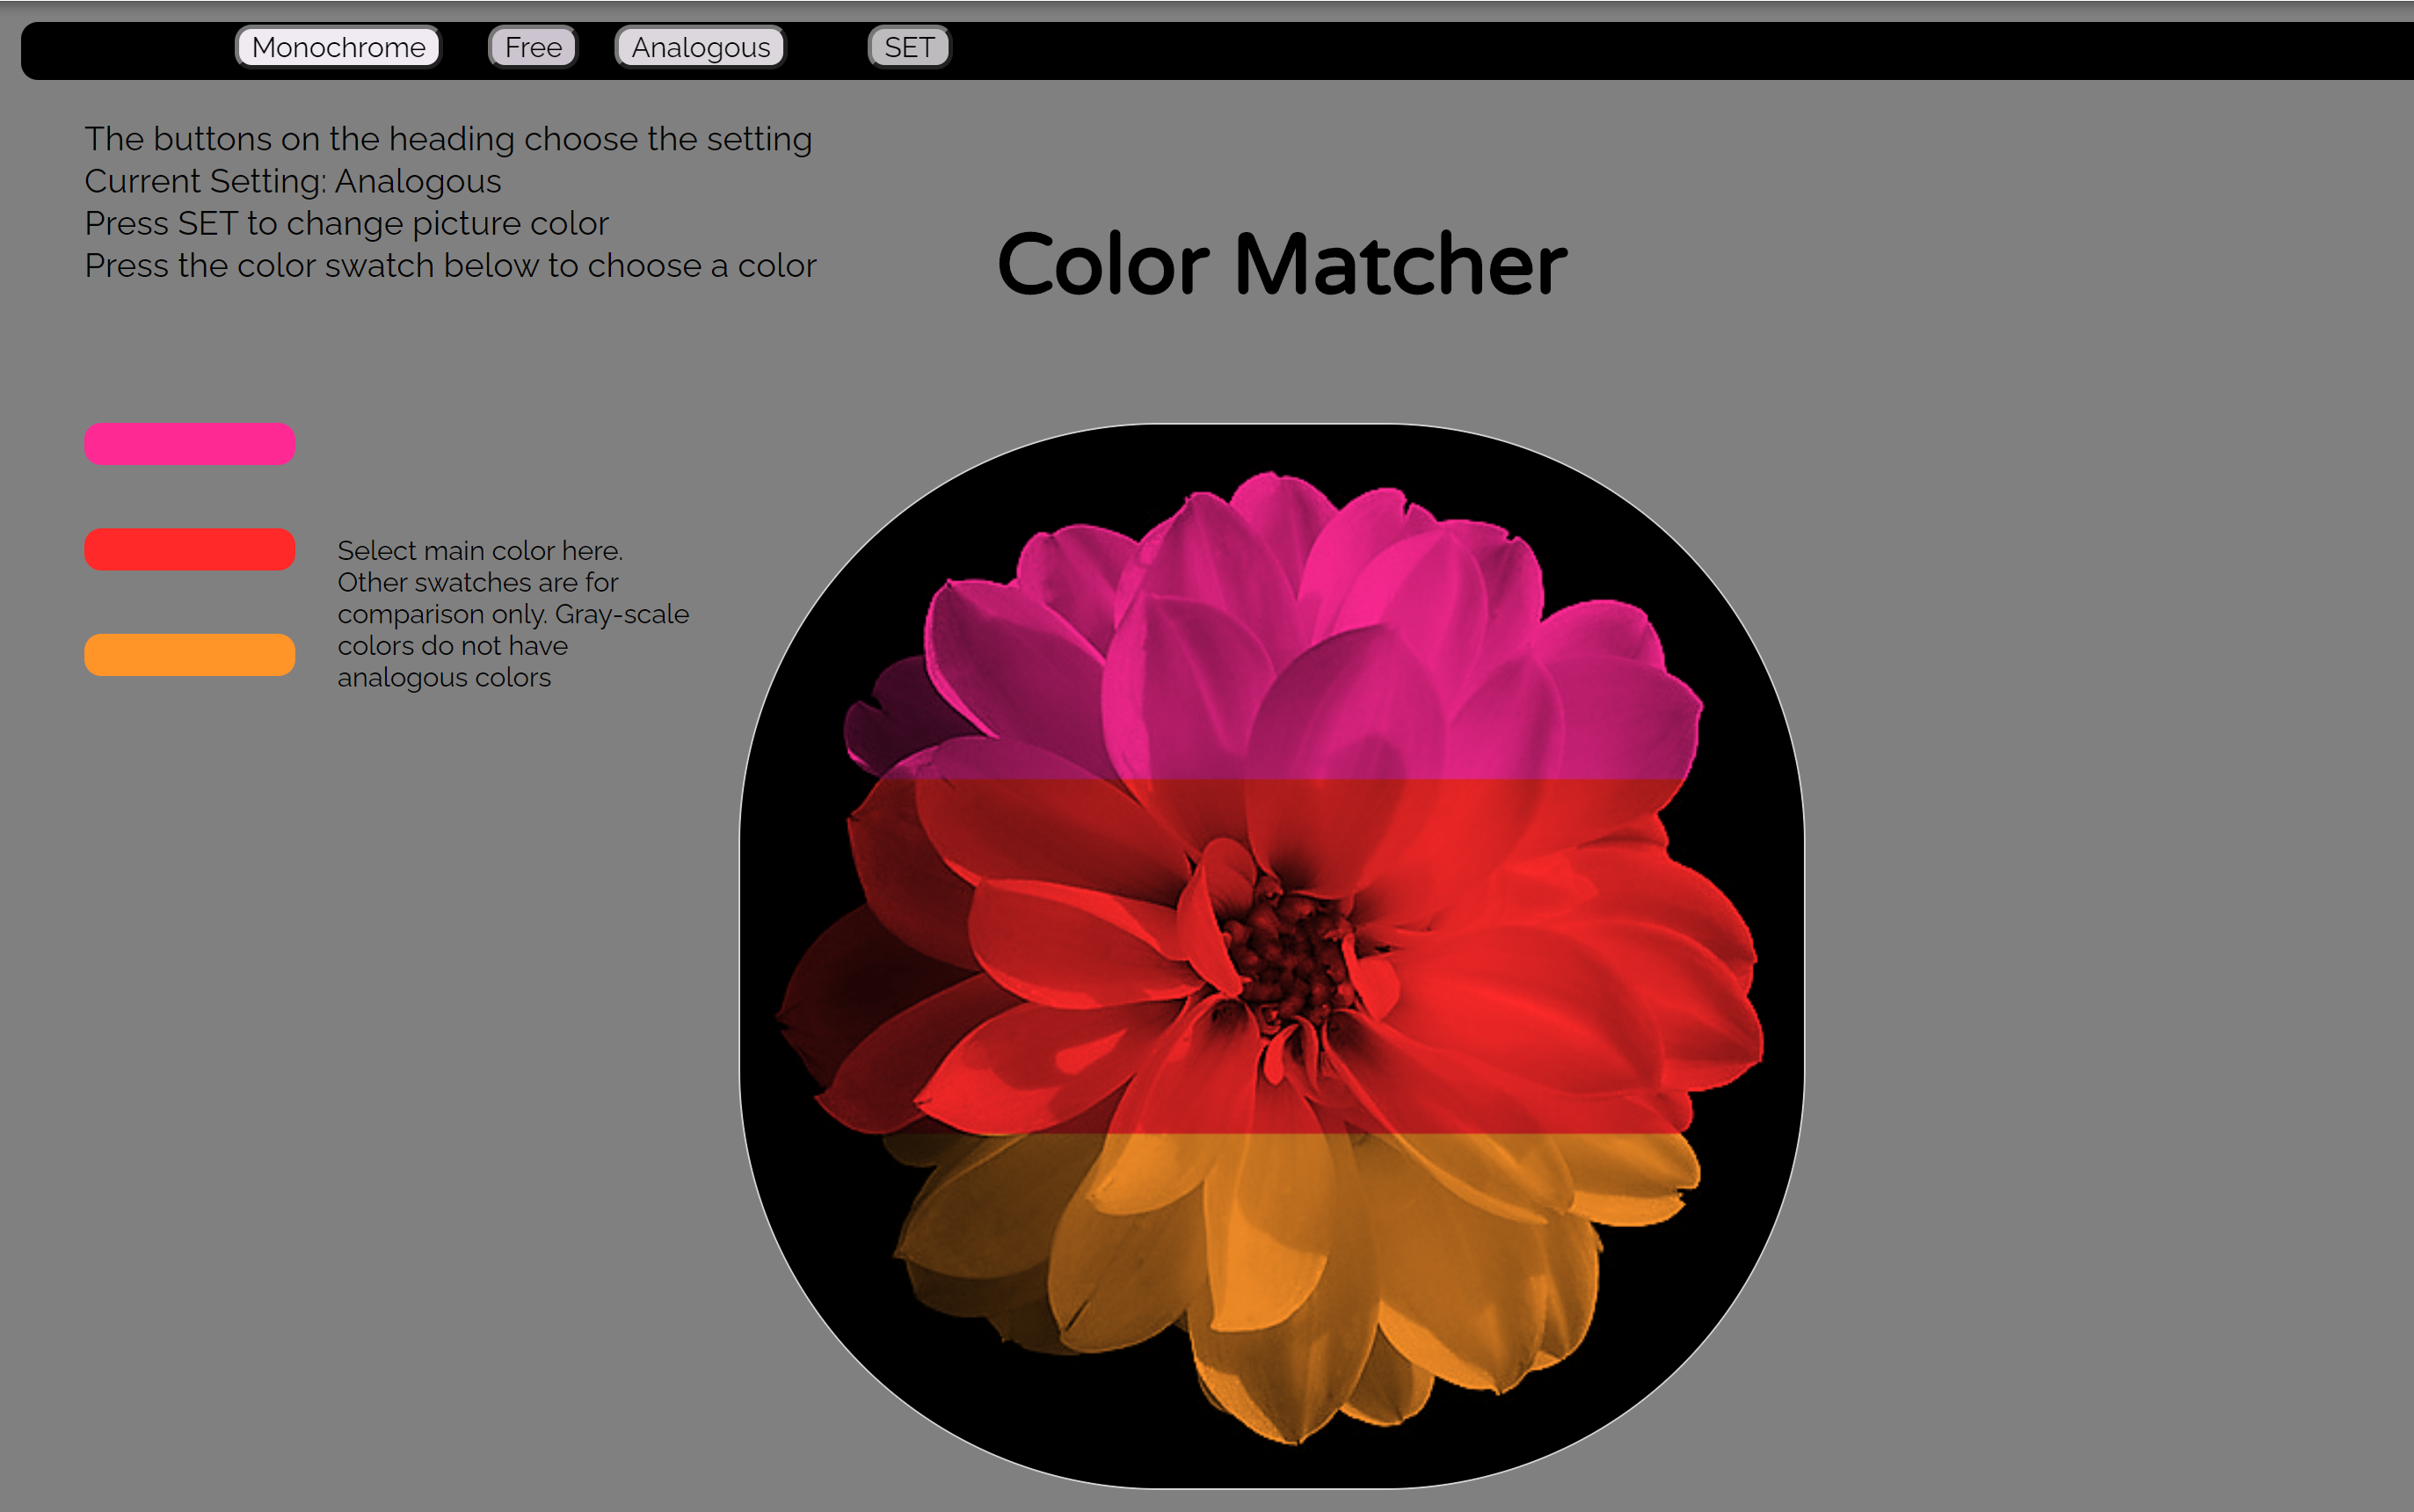 Monochrome Free Analogous SET
The buttons on the heading choose the setting
Current Setting: Analogous
Press SET to change picture color
Press the color swatch below to choose a color
Color Matcher
Select main color here.
Other swatches are for
comparison only. Gray-scale
colors do not have
analogous colors